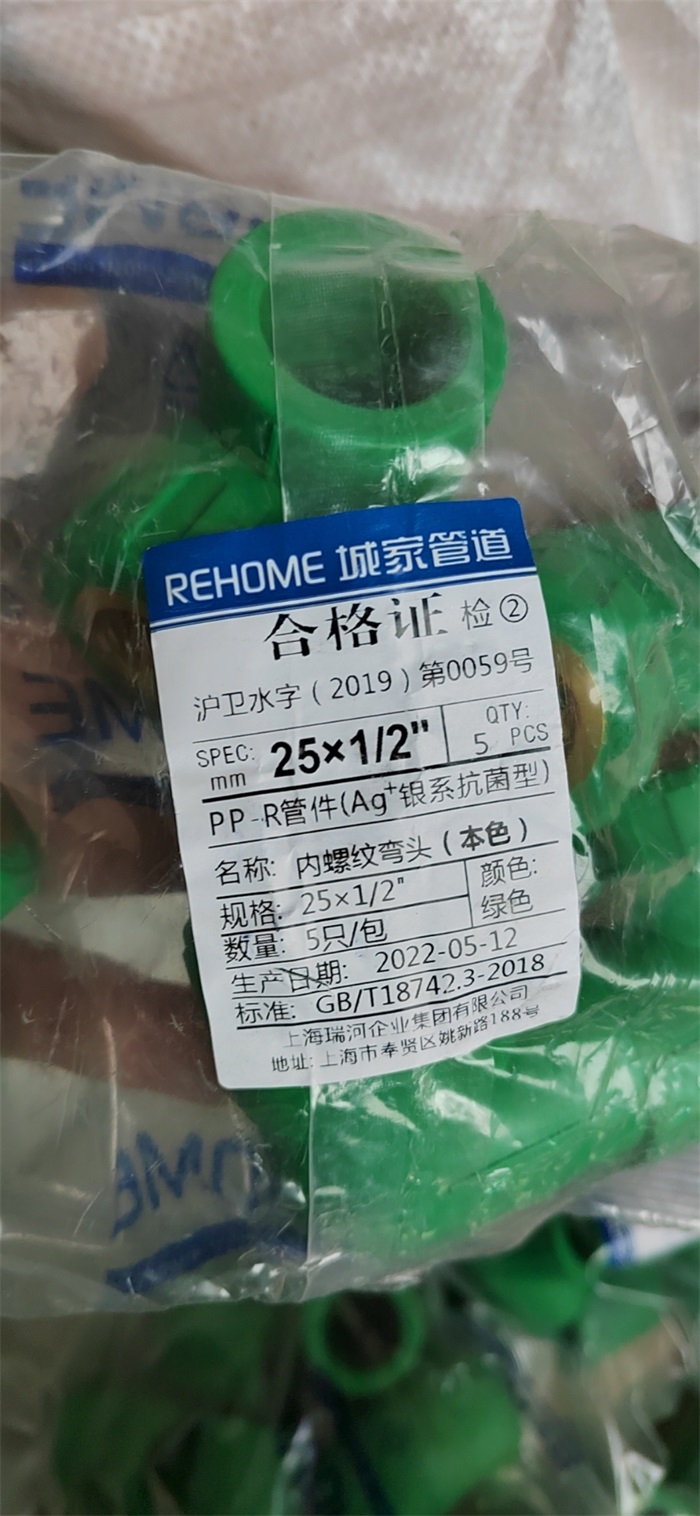 REHOME 城家管道
合格证 检②
沪卫水字(2019)第0059号
SPEC: mm 25×1/2" QTY: 5 PCS
PP-R管件(Ag⁺银系抗菌型)
名称: 内螺纹弯头(本色)
规格: 25×1/2" 颜色: 绿色
数量: 5只/包
生产日期: 2022-05-12
标准: GB/T18742.3-2018
上海瑞河企业集团有限公司
地址: 上海市奉贤区姚新路188号